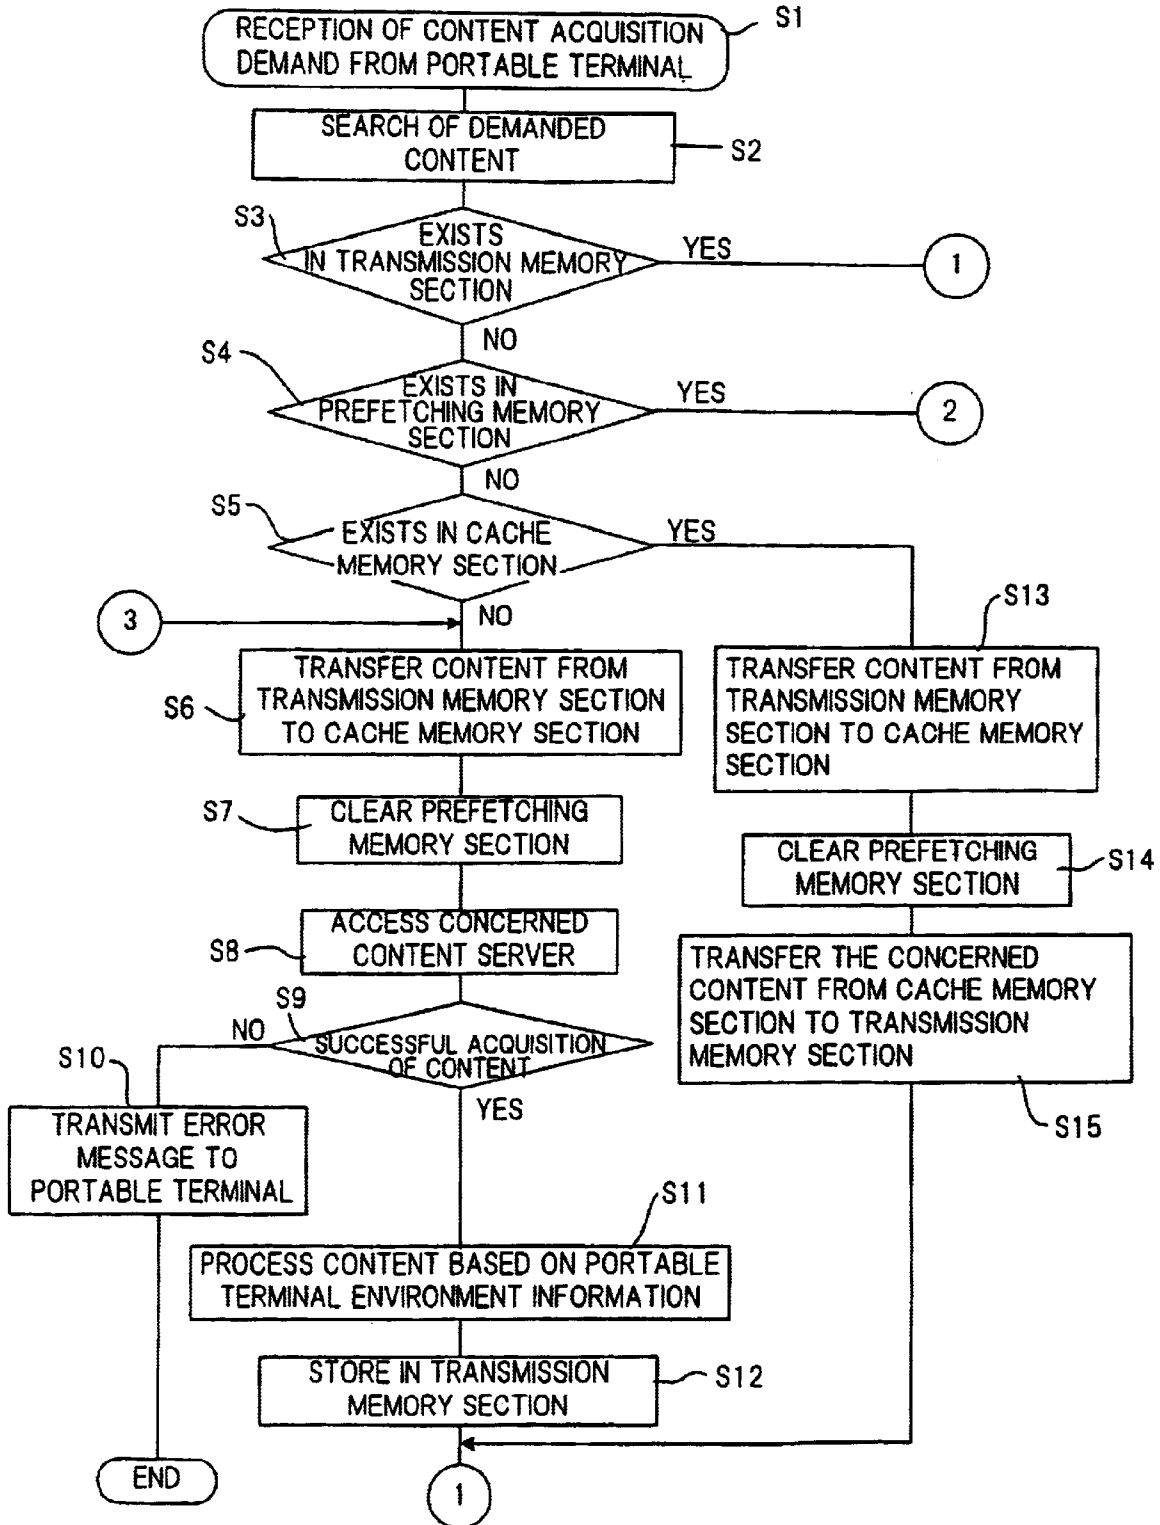 RECEPTION OF CONTENT ACQUISITION
DEMAND FROM PORTABLE TERMINAL
S1
SEARCH OF DEMANDED
CONTENT
S2
S3
EXISTS
IN TRANSMISSION MEMORY
SECTION
YES
1
NO
S4
EXISTS IN
PREFETCHING MEMORY
SECTION
YES
2
NO
S5
EXISTS IN CACHE
MEMORY SECTION
YES
3
NO
S6
TRANSFER CONTENT FROM
TRANSMISSION MEMORY SECTION
TO CACHE MEMORY SECTION
S13
TRANSFER CONTENT FROM
TRANSMISSION MEMORY
SECTION TO CACHE MEMORY
SECTION
S7
CLEAR PREFETCHING
MEMORY SECTION
CLEAR PREFETCHING
MEMORY SECTION
S14
S8
ACCESS CONCERNED
CONTENT SERVER
TRANSFER THE CONCERNED
CONTENT FROM CACHE MEMORY
SECTION TO TRANSMISSION
MEMORY SECTION
S15
S9
NO
SUCCESSFUL ACQUISITION
OF CONTENT
YES
S10
TRANSMIT ERROR
MESSAGE TO
PORTABLE TERMINAL
S11
PROCESS CONTENT BASED ON PORTABLE
TERMINAL ENVIRONMENT INFORMATION
STORE IN TRANSMISSION
MEMORY SECTION
S12
END
1